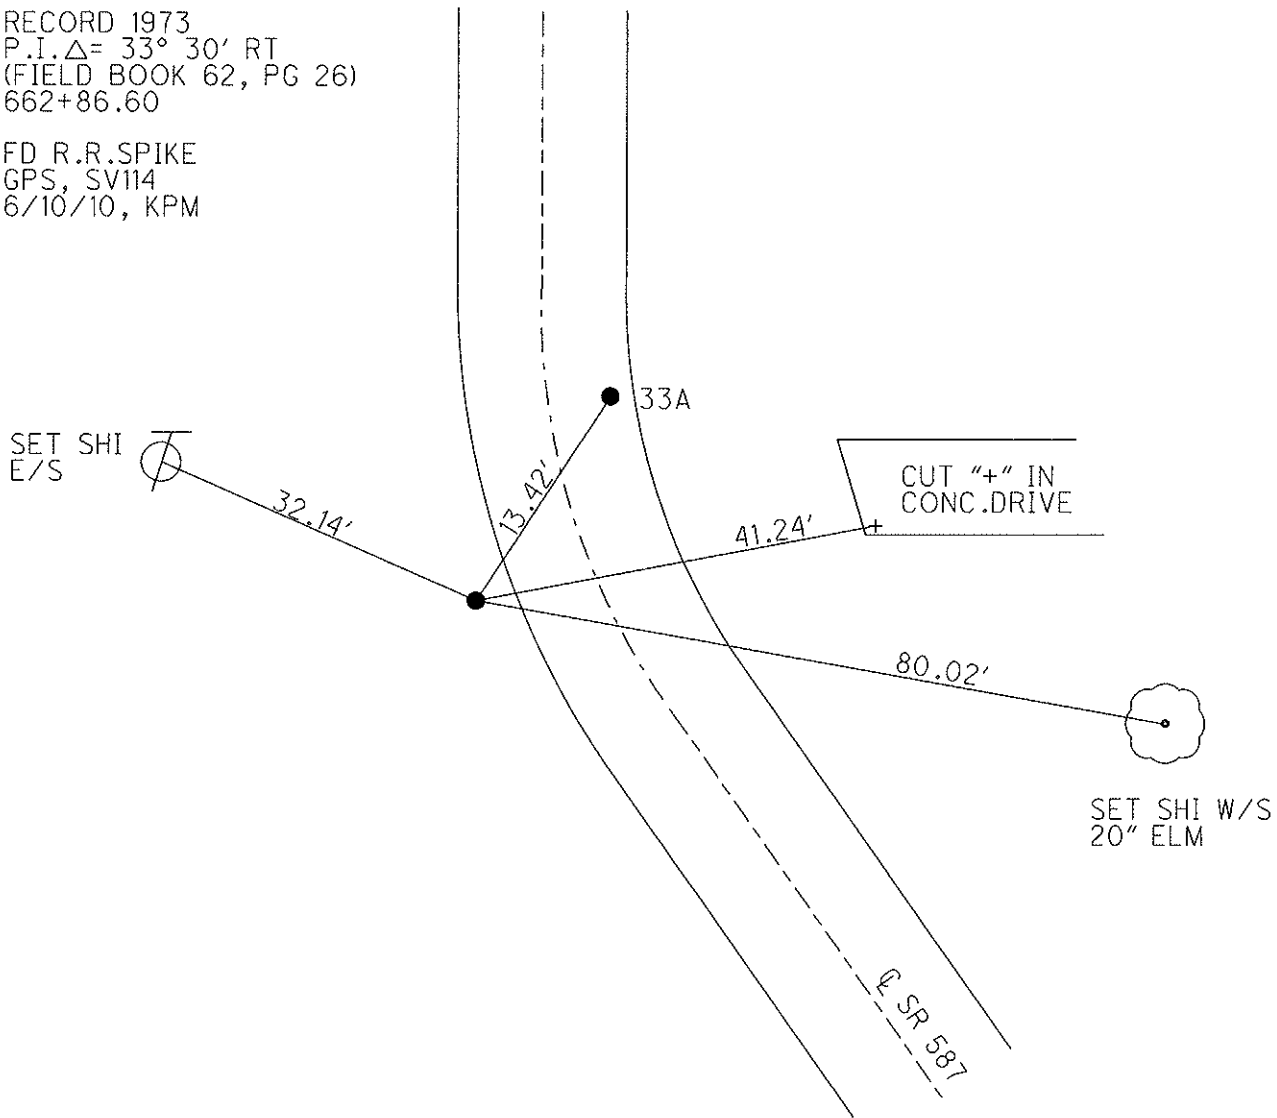 RECORD 1973
P.I.△= 33° 30' RT
(FIELD BOOK 62, PG 26)
662+86.60
FD R.R.SPIKE
GPS, SV114
6/10/10, KPM
33A
SET SHI
E/S
32.14'
13.42'
41.24'
CUT "+" IN
CONC.DRIVE
80.02'
SET SHI W/S
20" ELM
℄ SR 587